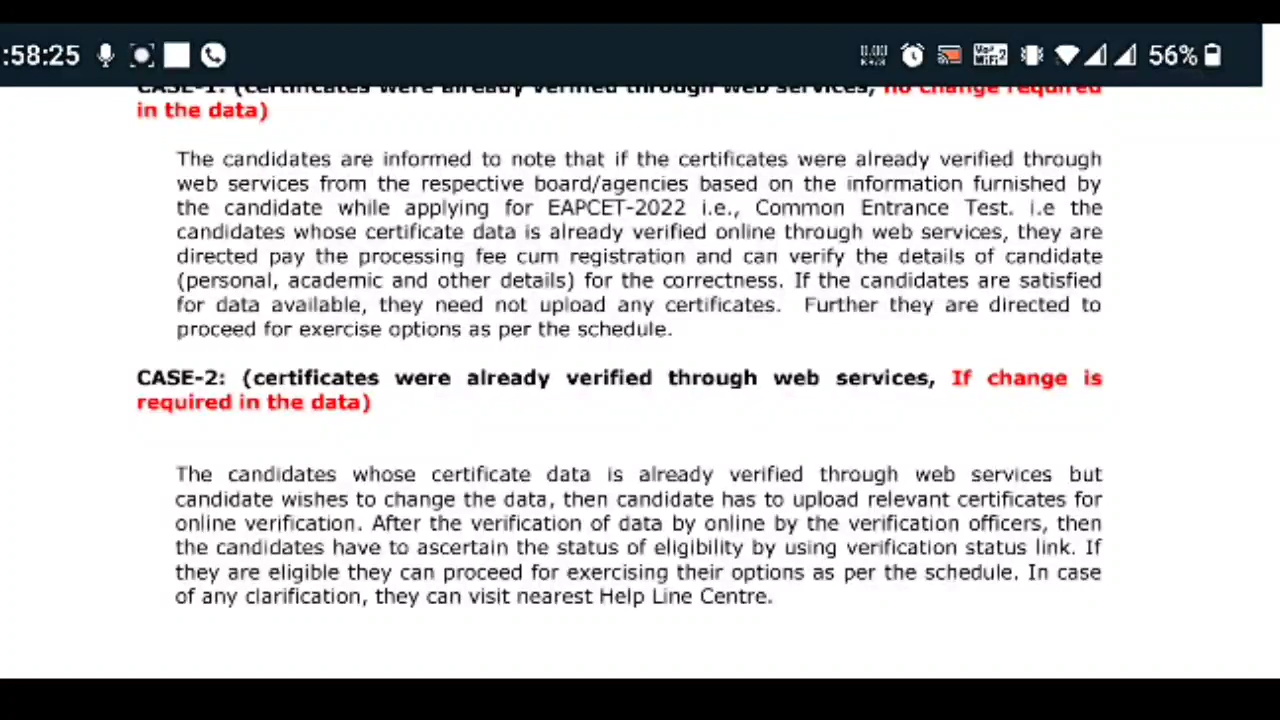 :58:25 56%
CASE-1: (certificates were already verified through web services, no change required
in the data)
The candidates are informed to note that if the certificates were already verified through
web services from the respective board/agencies based on the information furnished by
the candidate while applying for EAPCET-2022 i.e., Common Entrance Test. i.e the
candidates whose certificate data is already verified online through web services, they are
directed pay the processing fee cum registration and can verify the details of candidate
(personal, academic and other details) for the correctness. If the candidates are satisfied
for data available, they need not upload any certificates. Further they are directed to
proceed for exercise options as per the schedule.
CASE-2: (certificates were already verified through web services, If change is
required in the data)
The candidates whose certificate data is already verified through web services but
candidate wishes to change the data, then candidate has to upload relevant certificates for
online verification. After the verification of data by online by the verification officers, then
the candidates have to ascertain the status of eligibility by using verification status link. If
they are eligible they can proceed for exercising their options as per the schedule. In case
of any clarification, they can visit nearest Help Line Centre.